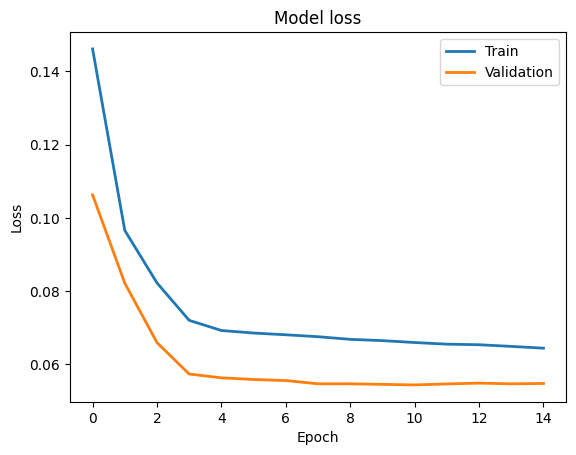 Model loss
Train
Validation
0.14
0.12
0.10
0.08
0.06
Loss
0 2 4 6 8 10 12 14
Epoch